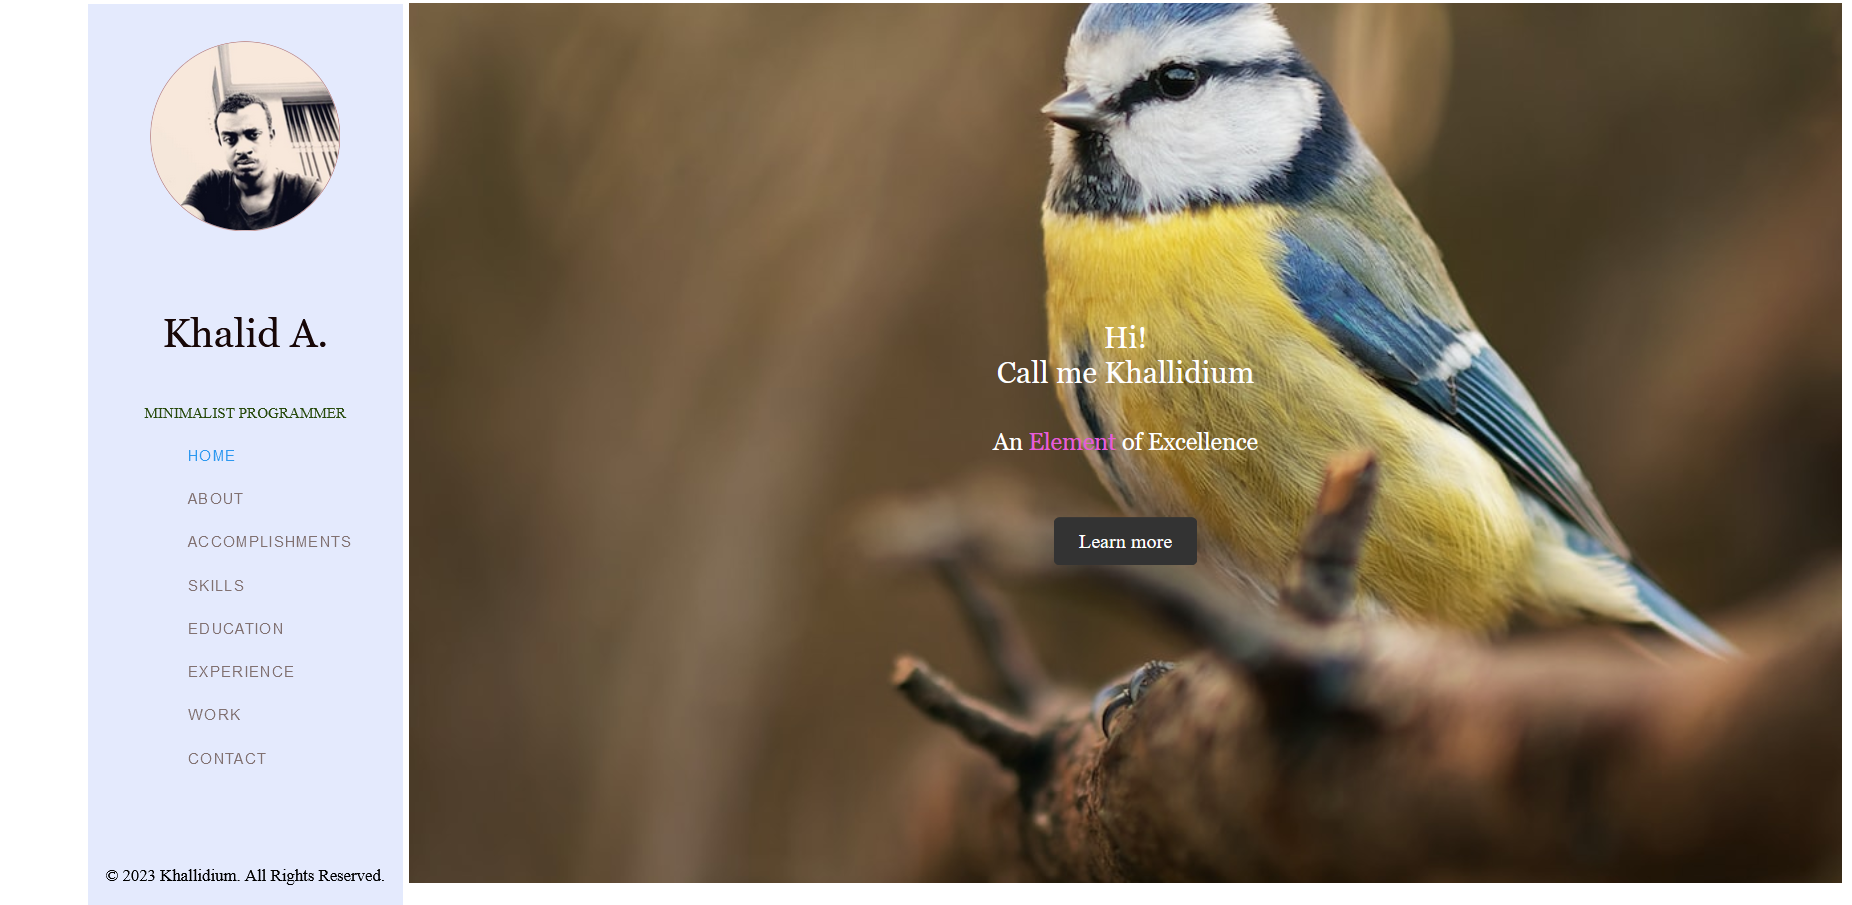 Khalid A.
MINIMALIST PROGRAMMER
HOME
ABOUT
ACCOMPLISHMENTS
SKILLS
EDUCATION
EXPERIENCE
WORK
CONTACT
© 2023 Khallidium. All Rights Reserved.
Hi!
Call me Khallidium
An Element of Excellence
Learn more